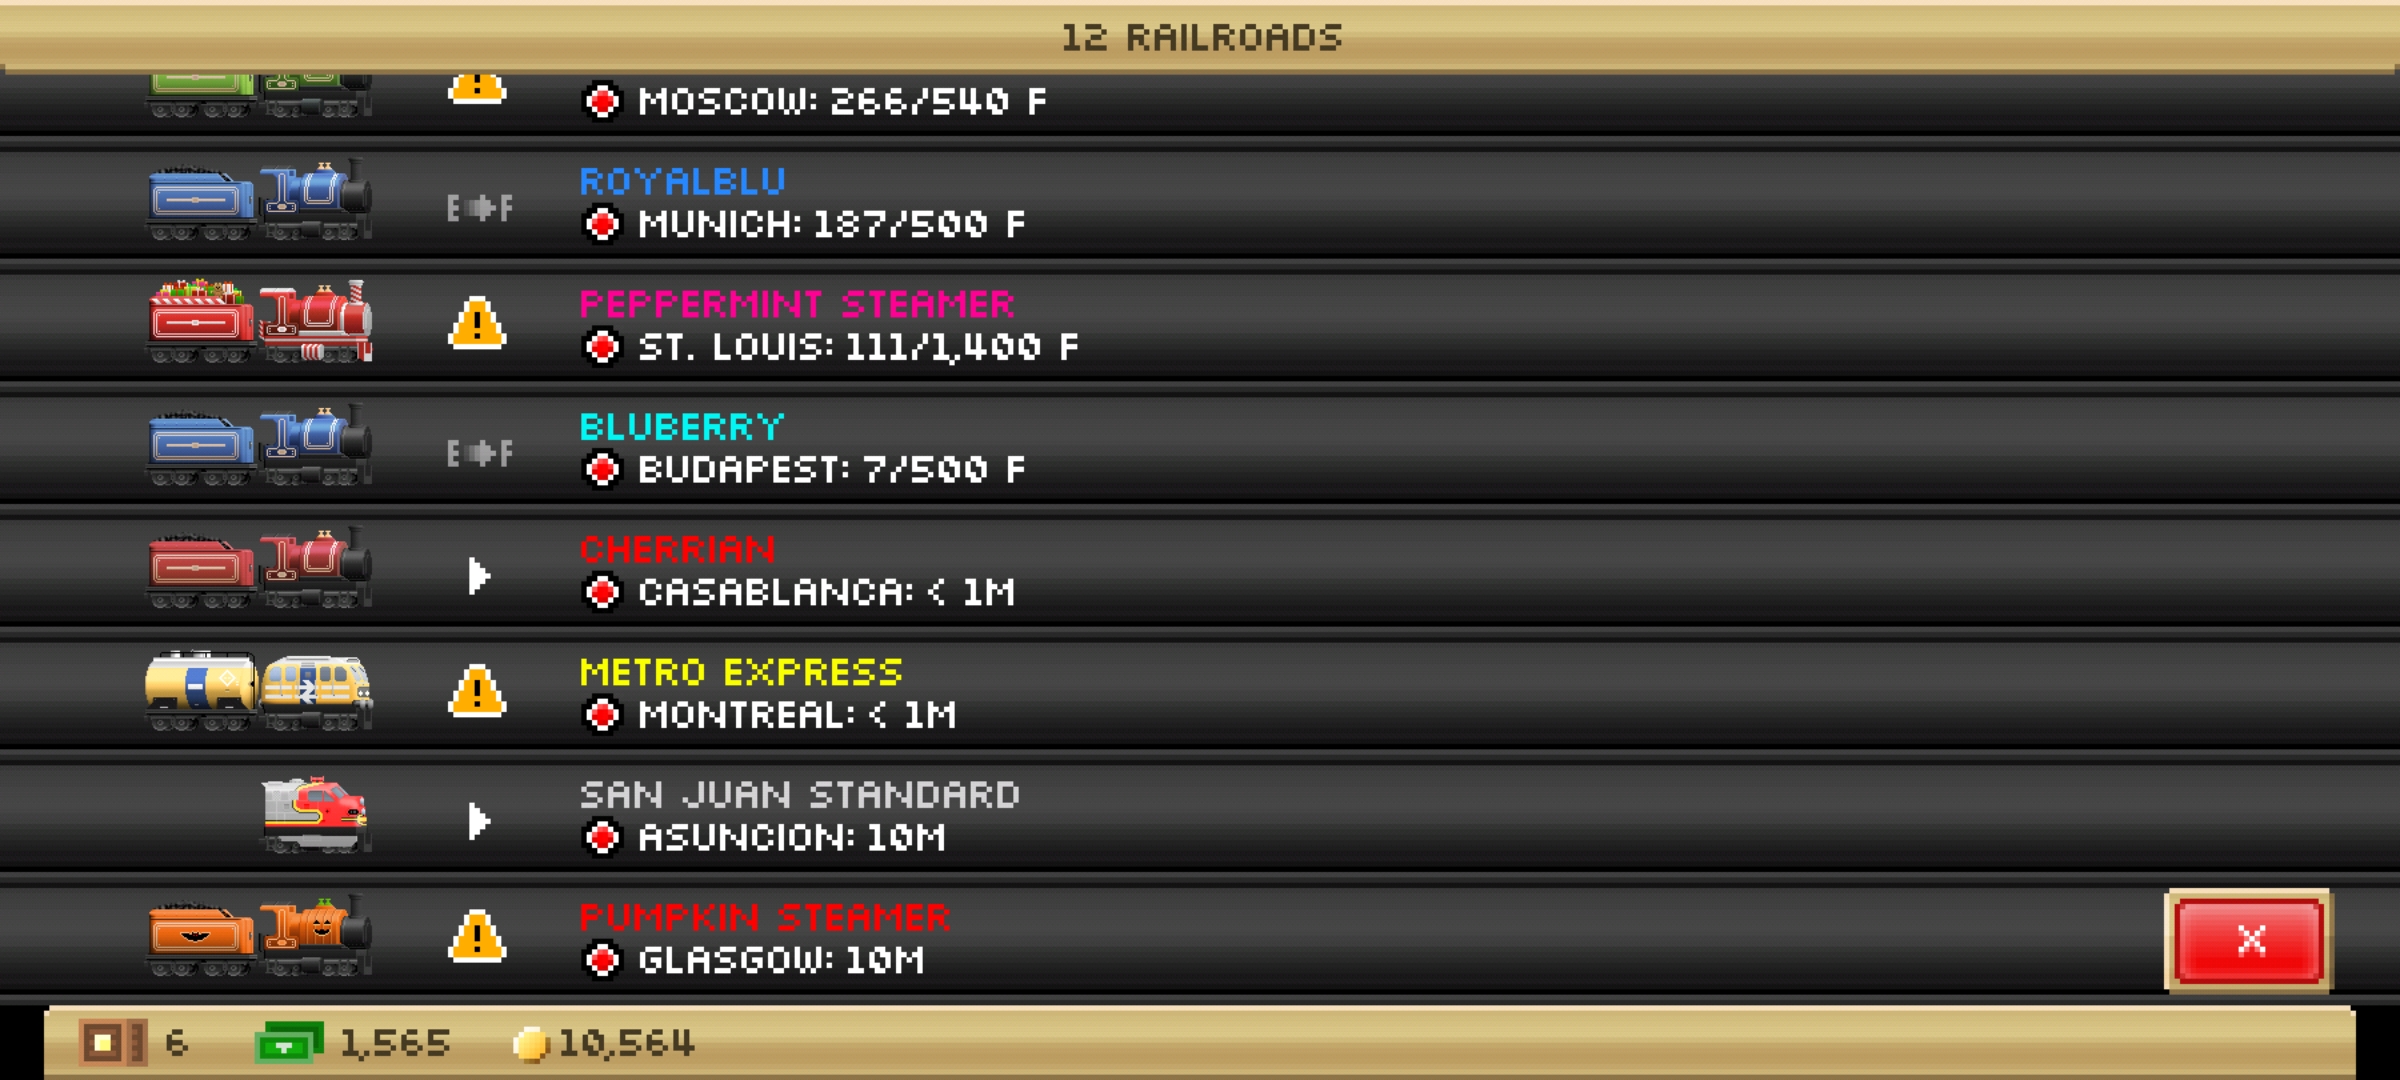 12 RAILROADS
MOSCOW: 266/540 F
ROYALBLU
E F
MUNICH: 187/500 F
PEPPERMINT STEAMER
ST. LOUIS: 111/1,400 F
BLUBERRY
E F
BUDAPEST: 7/500 F
CHERRIAN
CASABLANCA: < 1M
METRO EXPRESS
MONTREAL: < 1M
SAN JUAN STANDARD
ASUNCION: 10M
PUMPKIN STEAMER
GLASGOW: 10M
X
6 1,565 10,564